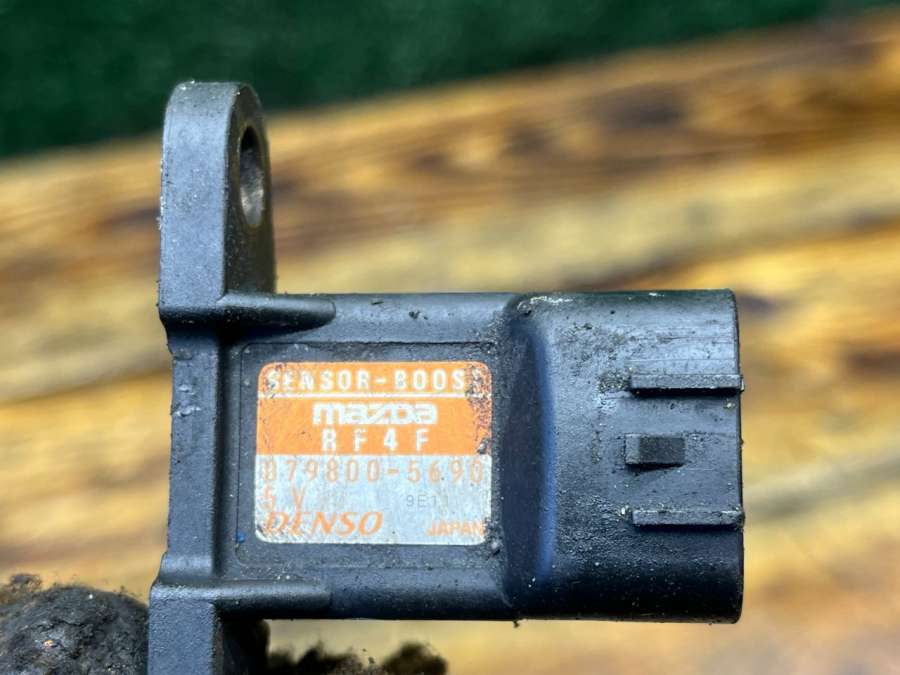 SENSOR-BOOST
mazda
RF4F
079800-5690
5V 9E11
DENSO JAPAN